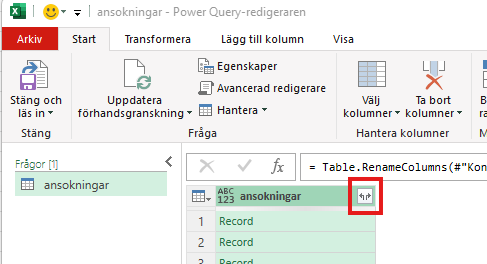 ansokningar - Power Query-redigeraren
Arkiv Start Transformera Lägg till kolumn Visa
Stäng och läs in
Uppdatera förhandsgranskning
Egenskaper
Avancerad redigerare
Hantera
Välj kolumner
Ta bort kolumner
Stäng Fråga Hantera kolumner
Frågor [1]
ansokningar
fx = Table.RenameColumns(#"Kon
ABC 123 ansokningar
1 Record
2 Record
3 Record